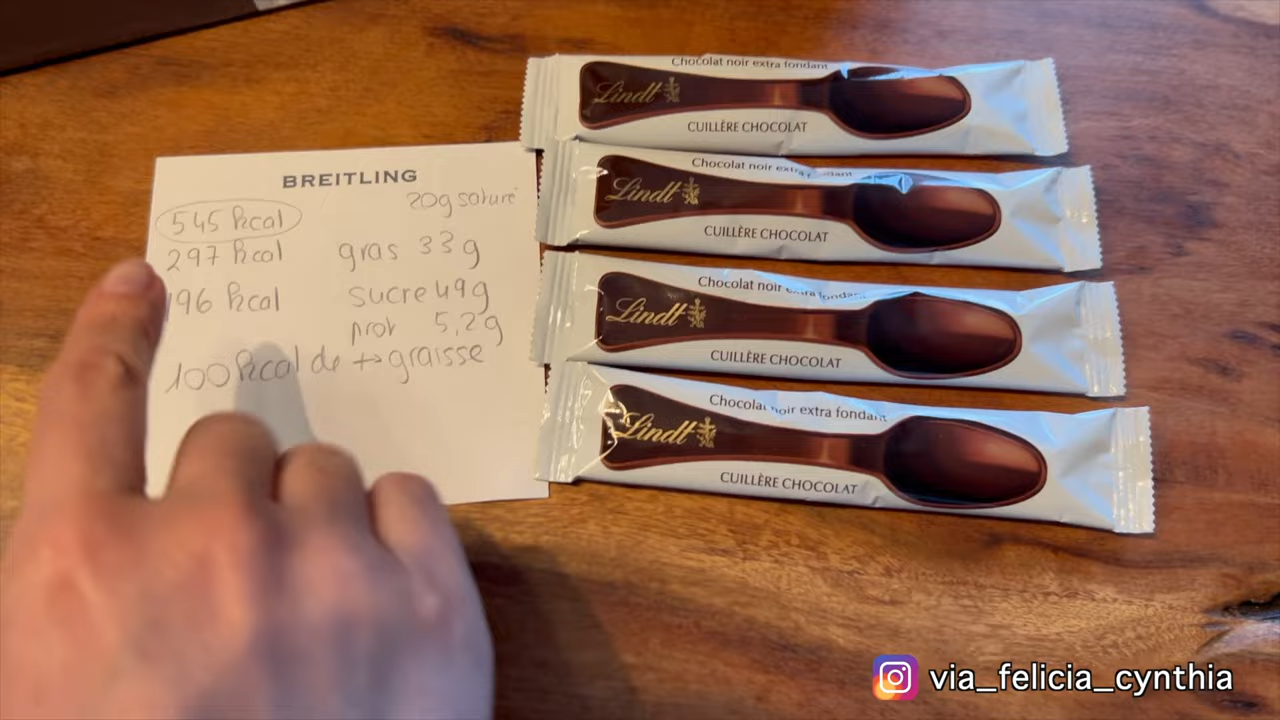 BREITLING
20g saturé
545 kcal
297 kcal
gras 33g
196 kcal
sucre 49g
prot 5,2g
100 kcal de → graisse
Chocolat noir extra fondant
Lindt
CUILLÈRE CHOCOLAT
Chocolat noir extra fondant
Lindt
CUILLÈRE CHOCOLAT
Chocolat noir extra fondant
Lindt
CUILLÈRE CHOCOLAT
Chocolat noir extra fondant
Lindt
CUILLÈRE CHOCOLAT
via_felicia_cynthia